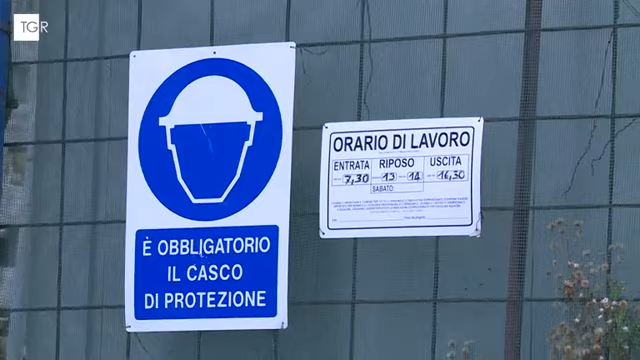 TGR
È OBBLIGATORIO
IL CASCO
DI PROTEZIONE
ORARIO DI LAVORO
ENTRATA RIPOSO USCITA
7,30 13 14 16,30
SABATO